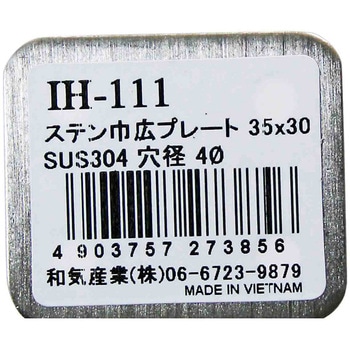 IH-111
ステン巾広プレート 35x30
SUS304 穴径 4Ø
4 903757 273856
和気産業(株)06-6723-9879
MADE IN VIETNAM